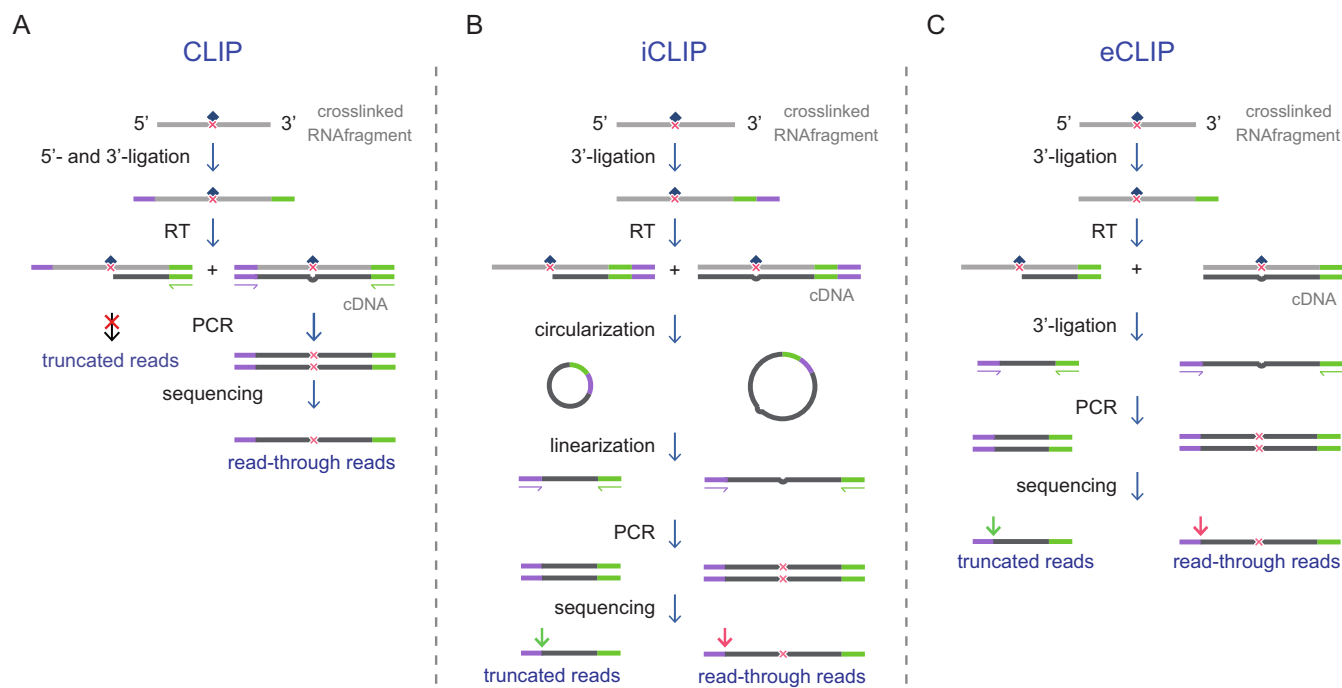 A
CLIP
5’
3’
crosslinked
RNAfragment
5’- and 3’-ligation
RT
+
cDNA
PCR
truncated reads
sequencing
read-through reads
B
iCLIP
5’
3’
crosslinked
RNAfragment
3’-ligation
RT
+
cDNA
circularization
linearization
PCR
sequencing
truncated reads
read-through reads
C
eCLIP
5’
3’
crosslinked
RNAfragment
3’-ligation
RT
+
cDNA
3’-ligation
PCR
sequencing
truncated reads
read-through reads